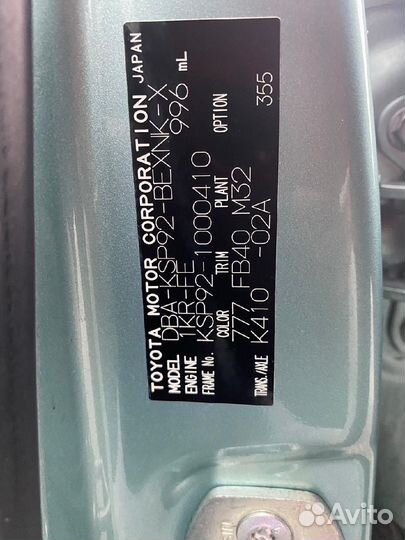 TOYOTA MOTOR CORPORATION JAPAN
MODEL DBA-KSP92-BEXNK-X
ENGINE 1KR-FE 996 mL
FRAME No. KSP92-1000410
COLOR TRIM PLANT OPTION
777 FB40 M32 355
TRANS./AXLE K410 -02A
Avito